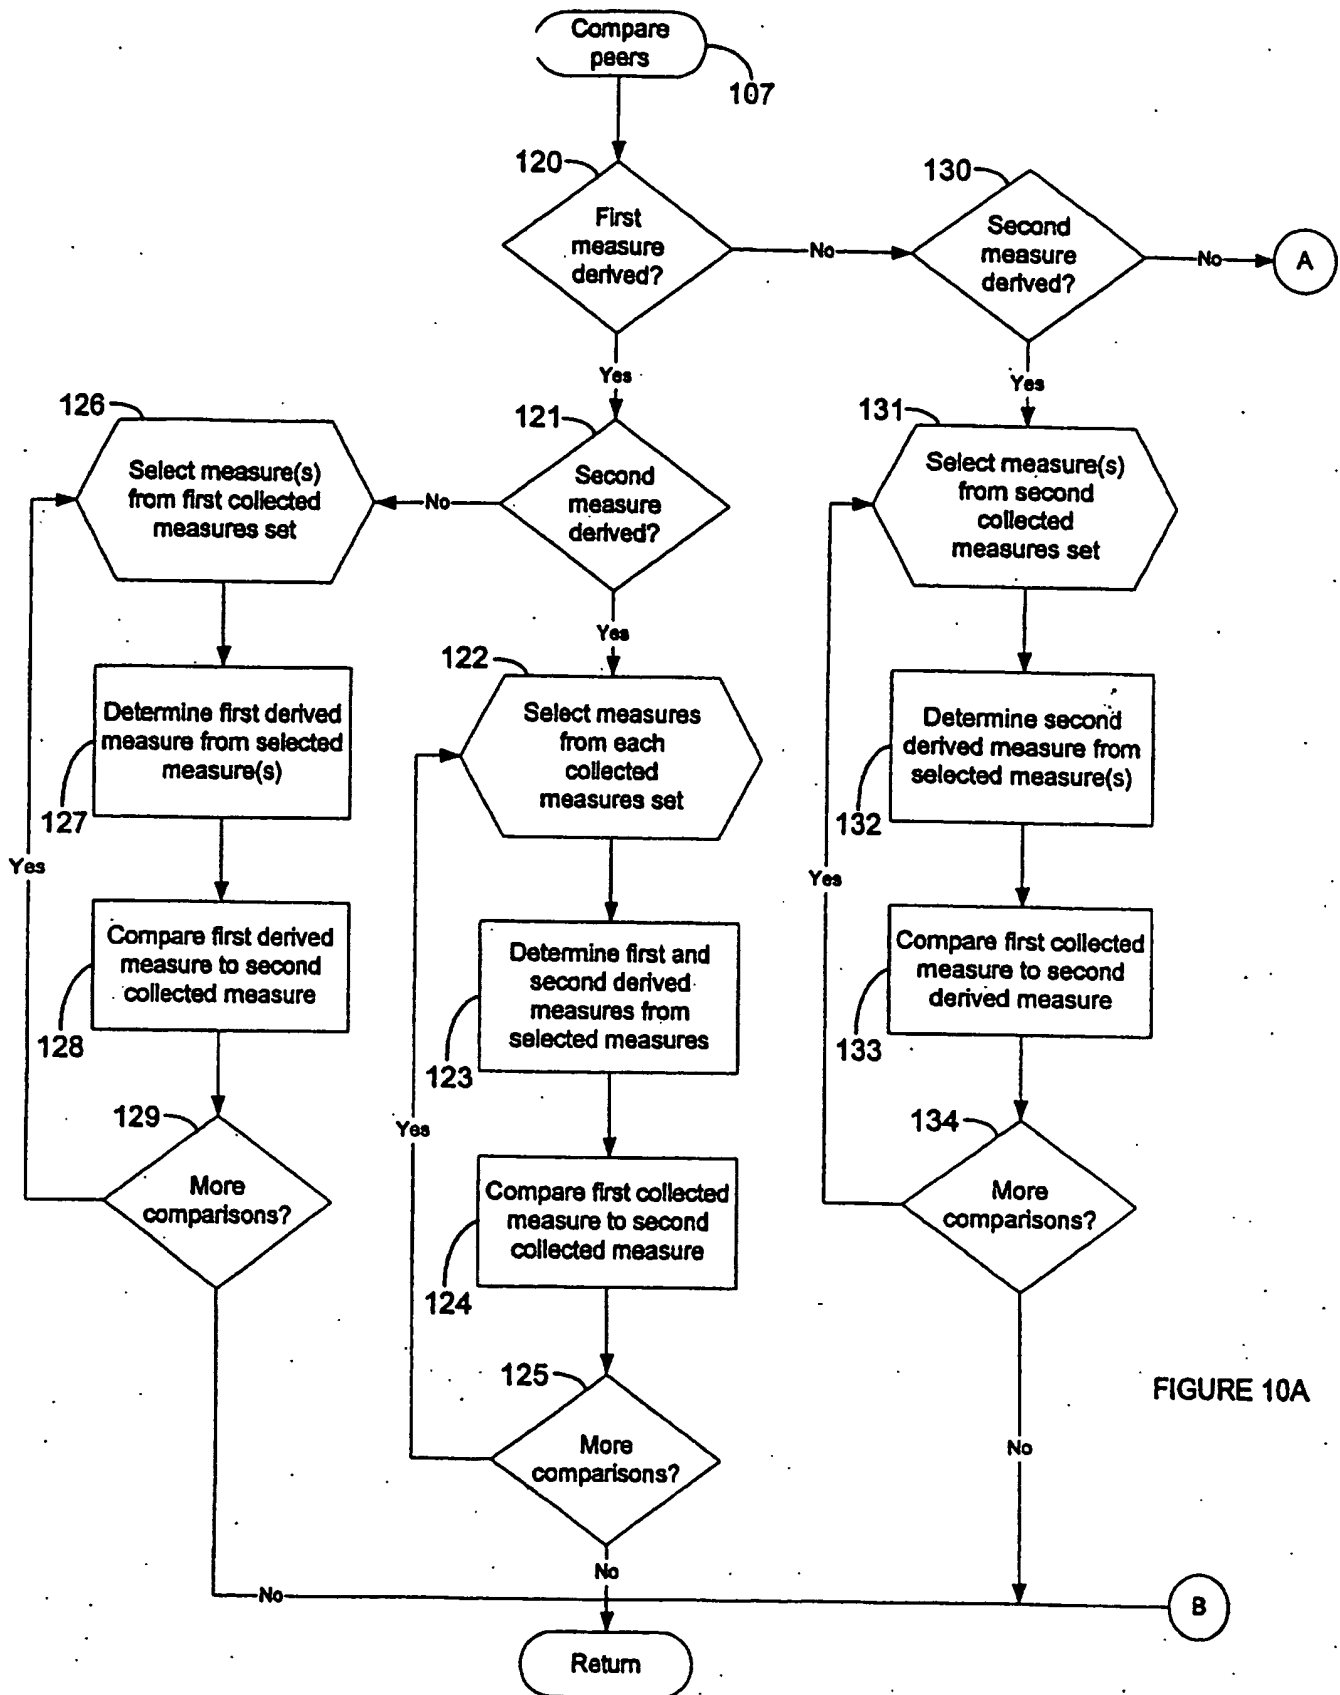 Compare
peers
107
120
First
measure
derived?
No
130
Second
measure
derived?
No
A
Yes
Yes
126
Select measure(s)
from first collected
measures set
No
121
Second
measure
derived?
131
Select measure(s)
from second
collected
measures set
Yes
122
Select measures
from each
collected
measures set
Determine first derived
measure from selected
measure(s)
127
Determine second
derived measure from
selected measure(s)
132
Yes
Yes
Compare first derived
measure to second
collected measure
128
Determine first and
second derived
measures from
selected measures
123
Compare first collected
measure to second
derived measure
133
Yes
129
More
comparisons?
Compare first collected
measure to second
collected measure
124
134
More
comparisons?
125
More
comparisons?
FIGURE 10A
No
No
No
B
Return